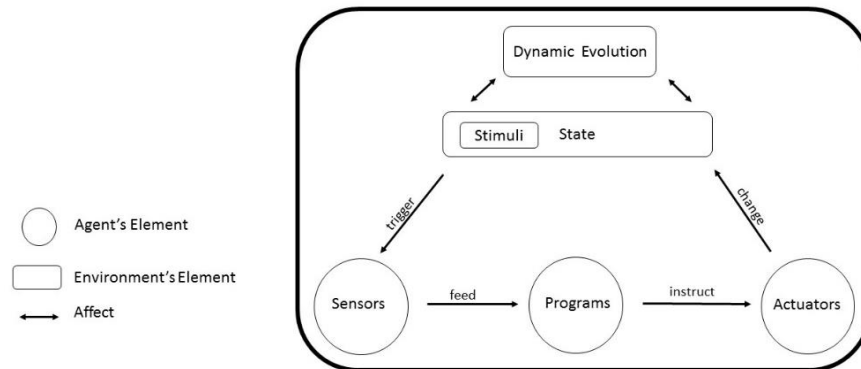 Dynamic Evolution
Stimuli State
trigger
change
Sensors
feed
Programs
instruct
Actuators
Agent's Element
Environment's Element
Affect